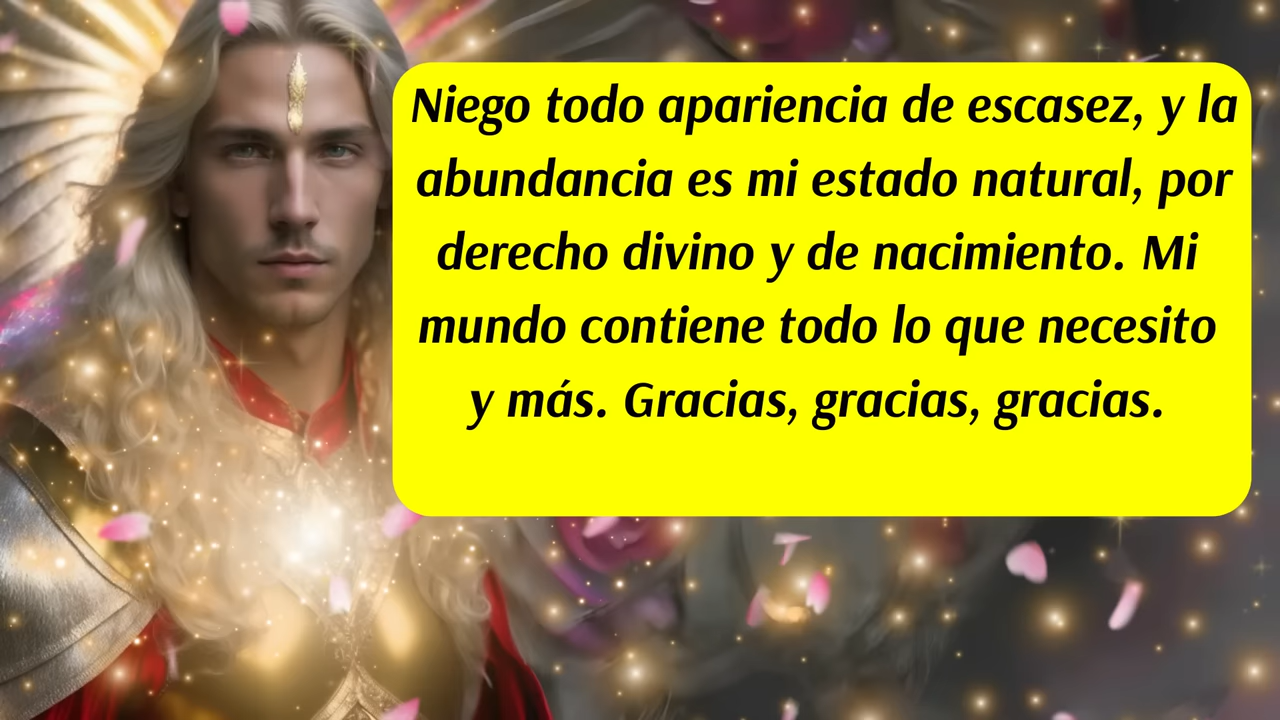 Niego todo apariencia de escasez, y la
abundancia es mi estado natural, por
derecho divino y de nacimiento. Mi
mundo contiene todo lo que necesito
y más. Gracias, gracias, gracias.